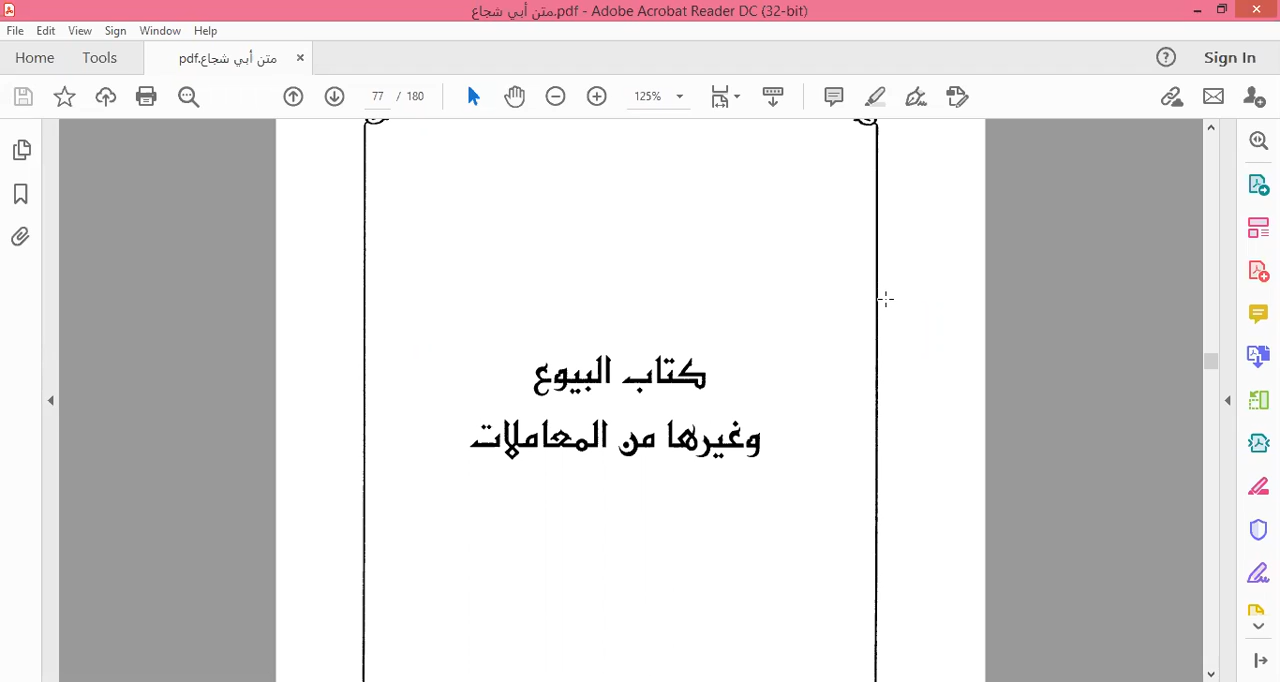 متن أبي شجاع.pdf - Adobe Acrobat Reader DC (32-bit)
File Edit View Sign Window Help
Home Tools متن أبي شجاع.pdf × ? Sign In
77 / 180 125%
كتاب البيوع
وغيرها من المعاملات